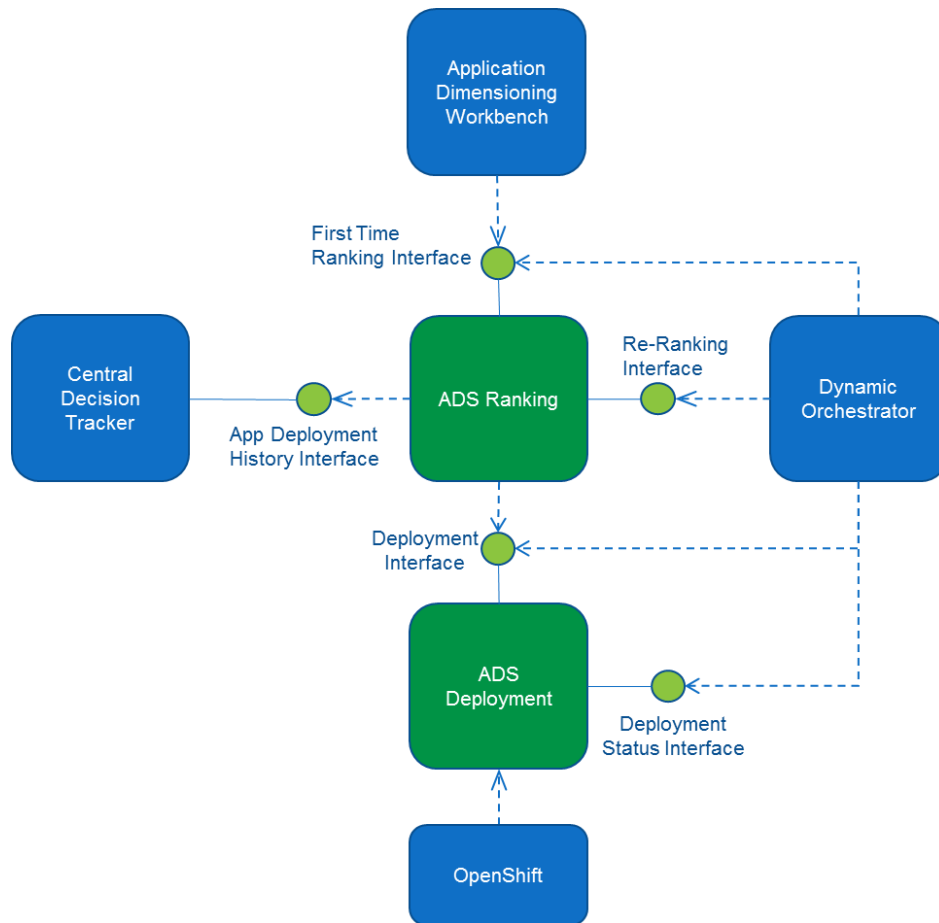 Application
Dimensioning
Workbench
First Time
Ranking Interface
Central
Decision
Tracker
App Deployment
History Interface
ADS Ranking
Re-Ranking
Interface
Dynamic
Orchestrator
Deployment
Interface
ADS
Deployment
Deployment
Status Interface
OpenShift